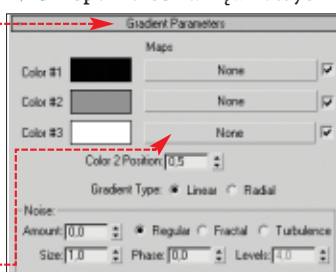 Gradient Parameters
Maps
Color #1 None
Color #2 None
Color #3 None
Color 2 Position: 0,5
Gradient Type: Linear Radial
Noise:
Amount: 0,0 Regular Fractal Turbulence
Size: 1,0 Phase: 0,0 Levels: 4,0